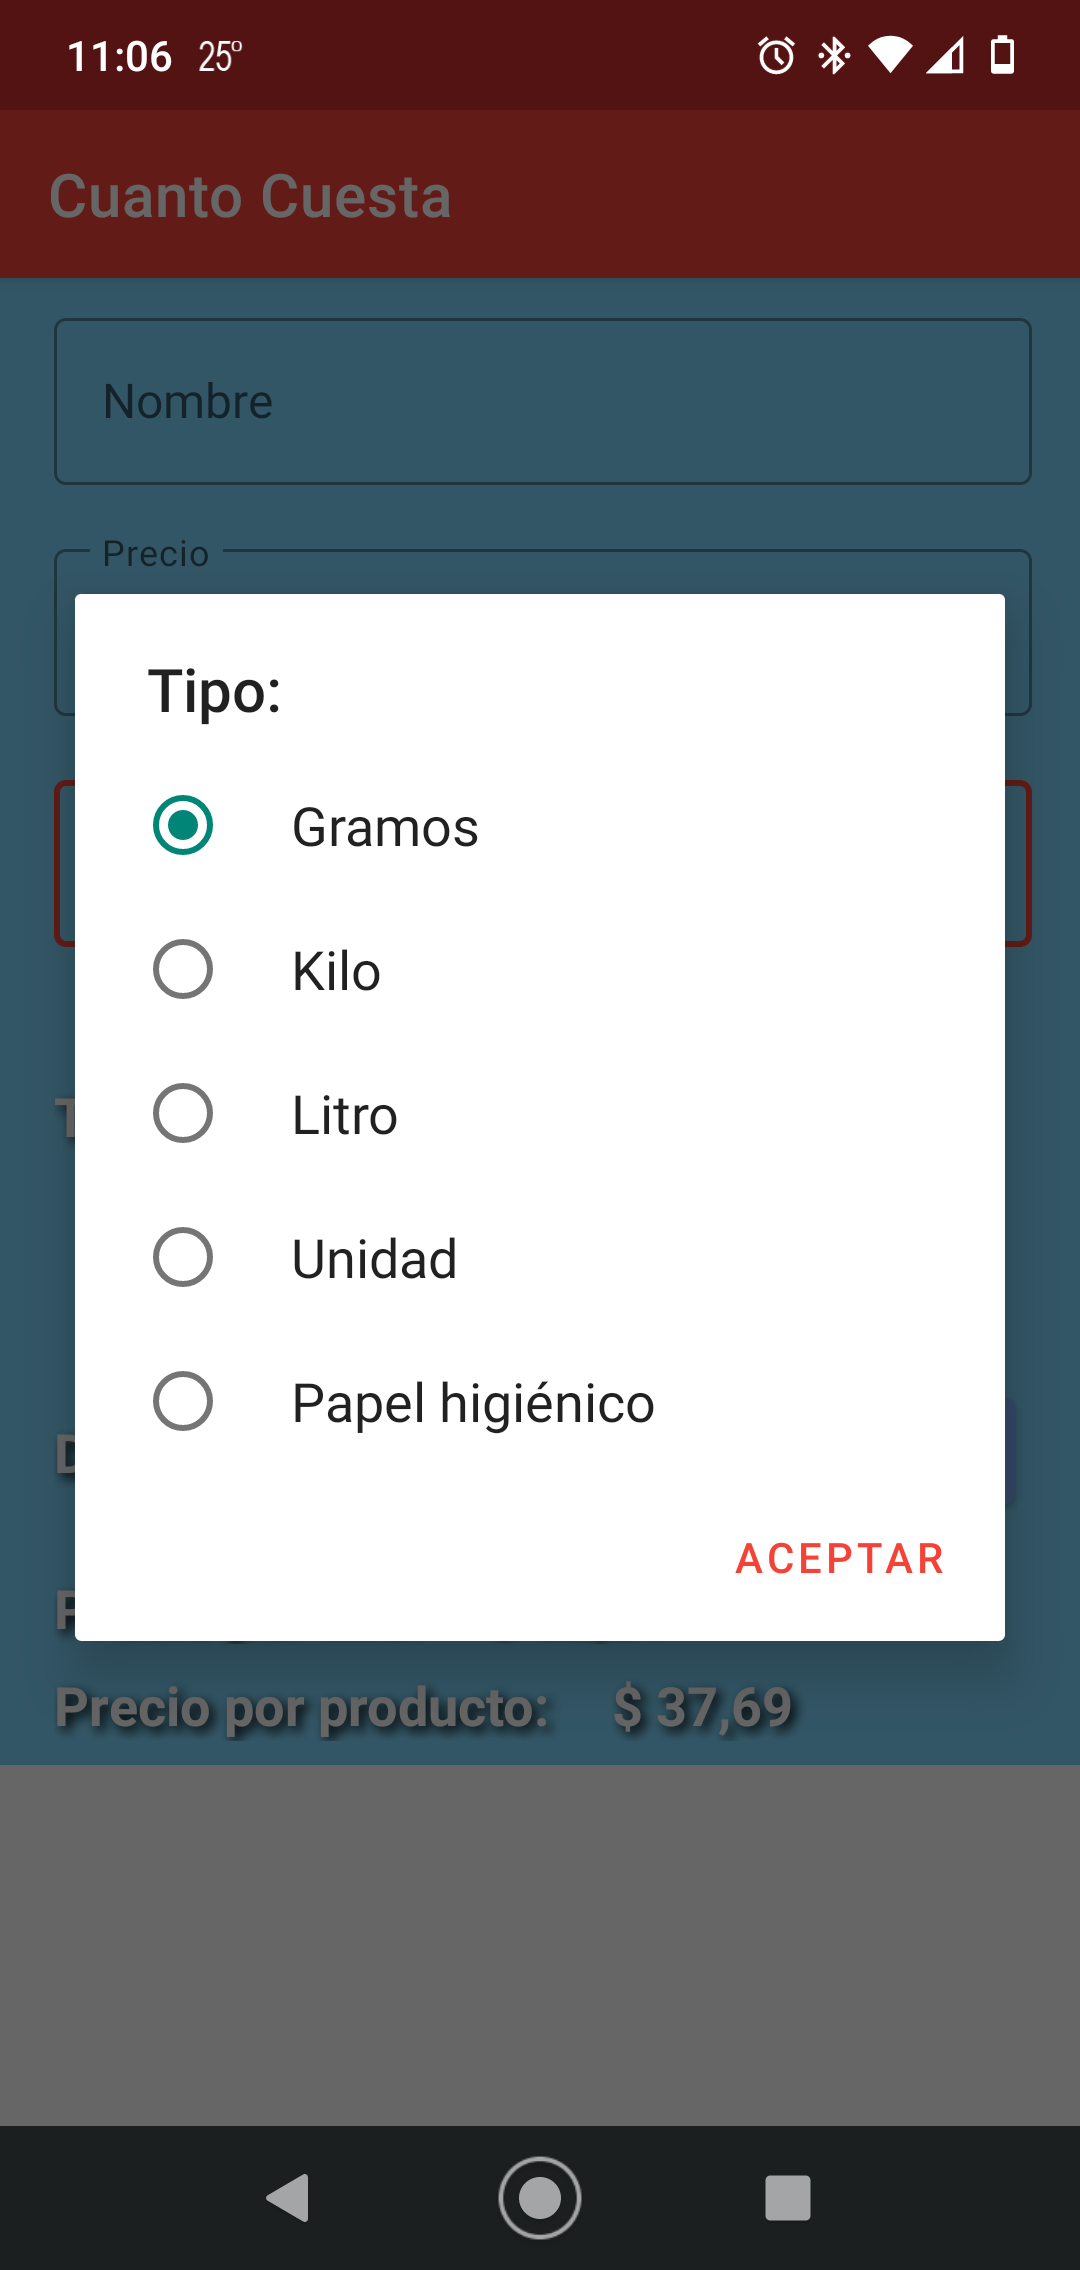 11:06 25°
Cuanto Cuesta
Nombre
Precio
Tipo:
Gramos
Kilo
Litro
Unidad
Papel higiénico
ACEPTAR
Precio por producto: $ 37,69